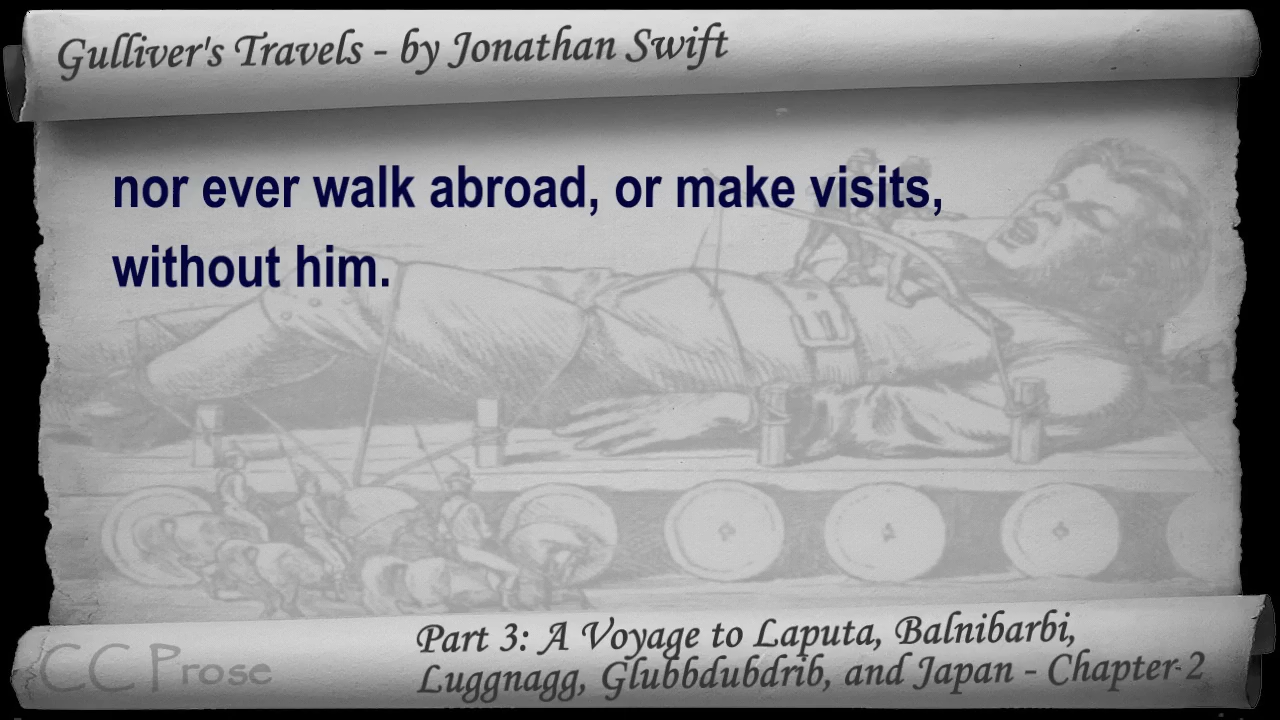 Gulliver's Travels - by Jonathan Swift
nor ever walk abroad, or make visits,
without him.
CC Prose
Part 3: A Voyage to Laputa, Balnibarbi,
Luggnagg, Glubbdubdrib, and Japan - Chapter 2